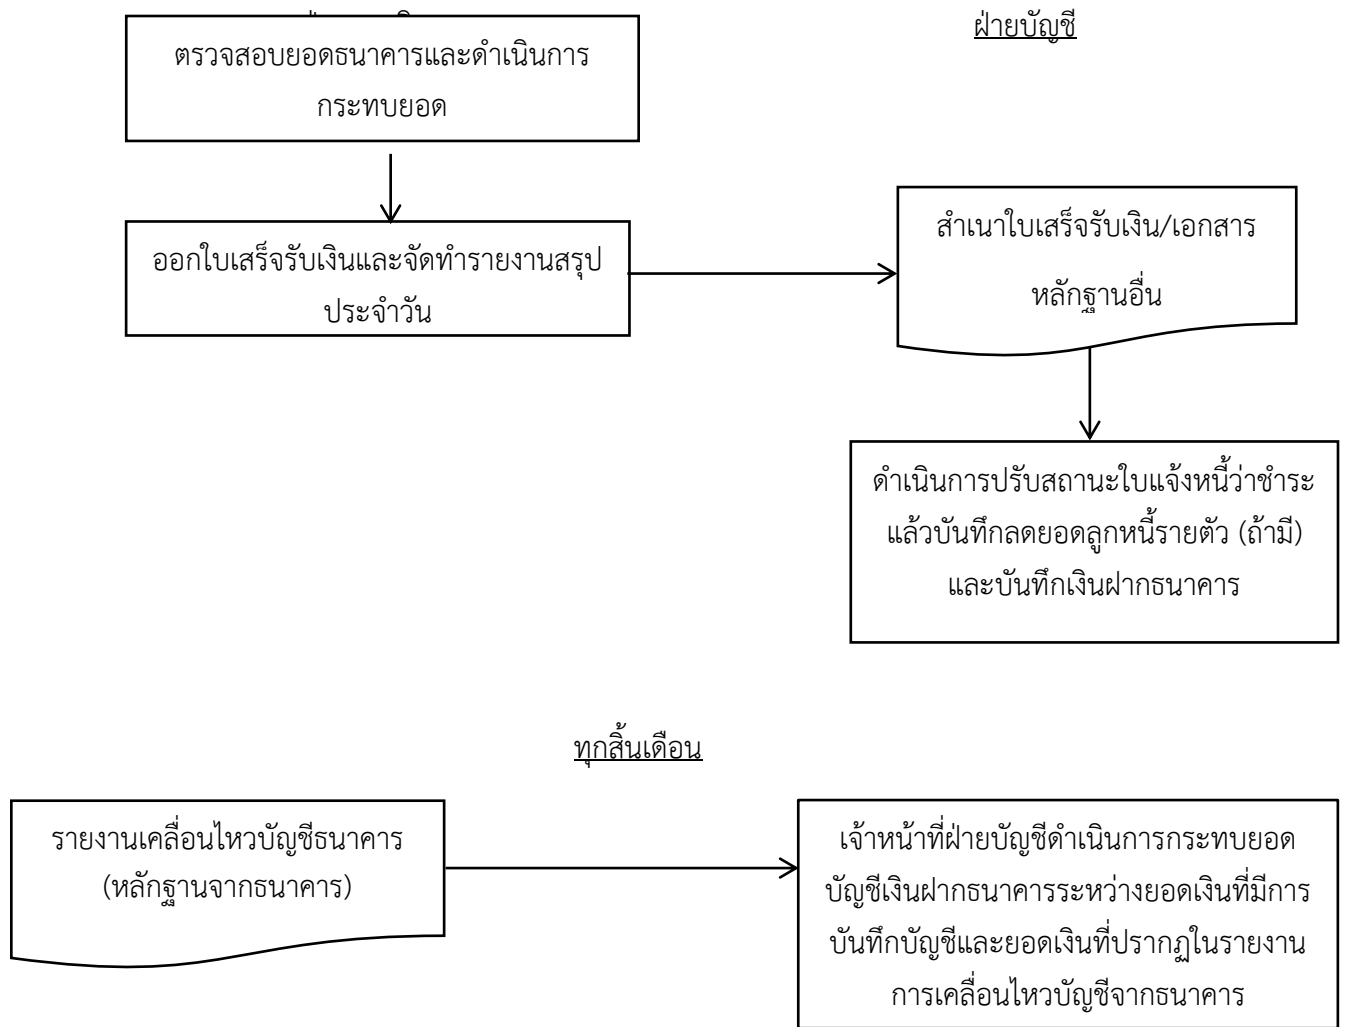 ฝ่ายบัญชี
ตรวจสอบยอดธนาคารและดำเนินการ
กระทบยอด
ออกใบเสร็จรับเงินและจัดทำรายงานสรุป
ประจำวัน
สำเนาใบเสร็จรับเงิน/เอกสาร
หลักฐานอื่น
ดำเนินการปรับสถานะใบแจ้งหนี้ว่าชำระ
แล้วบันทึกลดยอดลูกหนี้รายตัว (ถ้ามี)
และบันทึกเงินฝากธนาคาร
ทุกสิ้นเดือน
รายงานเคลื่อนไหวบัญชีธนาคาร
(หลักฐานจากธนาคาร)
เจ้าหน้าที่ฝ่ายบัญชีดำเนินการกระทบยอด
บัญชีเงินฝากธนาคารระหว่างยอดเงินที่มีการ
บันทึกบัญชีและยอดเงินที่ปรากฏในรายงาน
การเคลื่อนไหวบัญชีจากธนาคาร